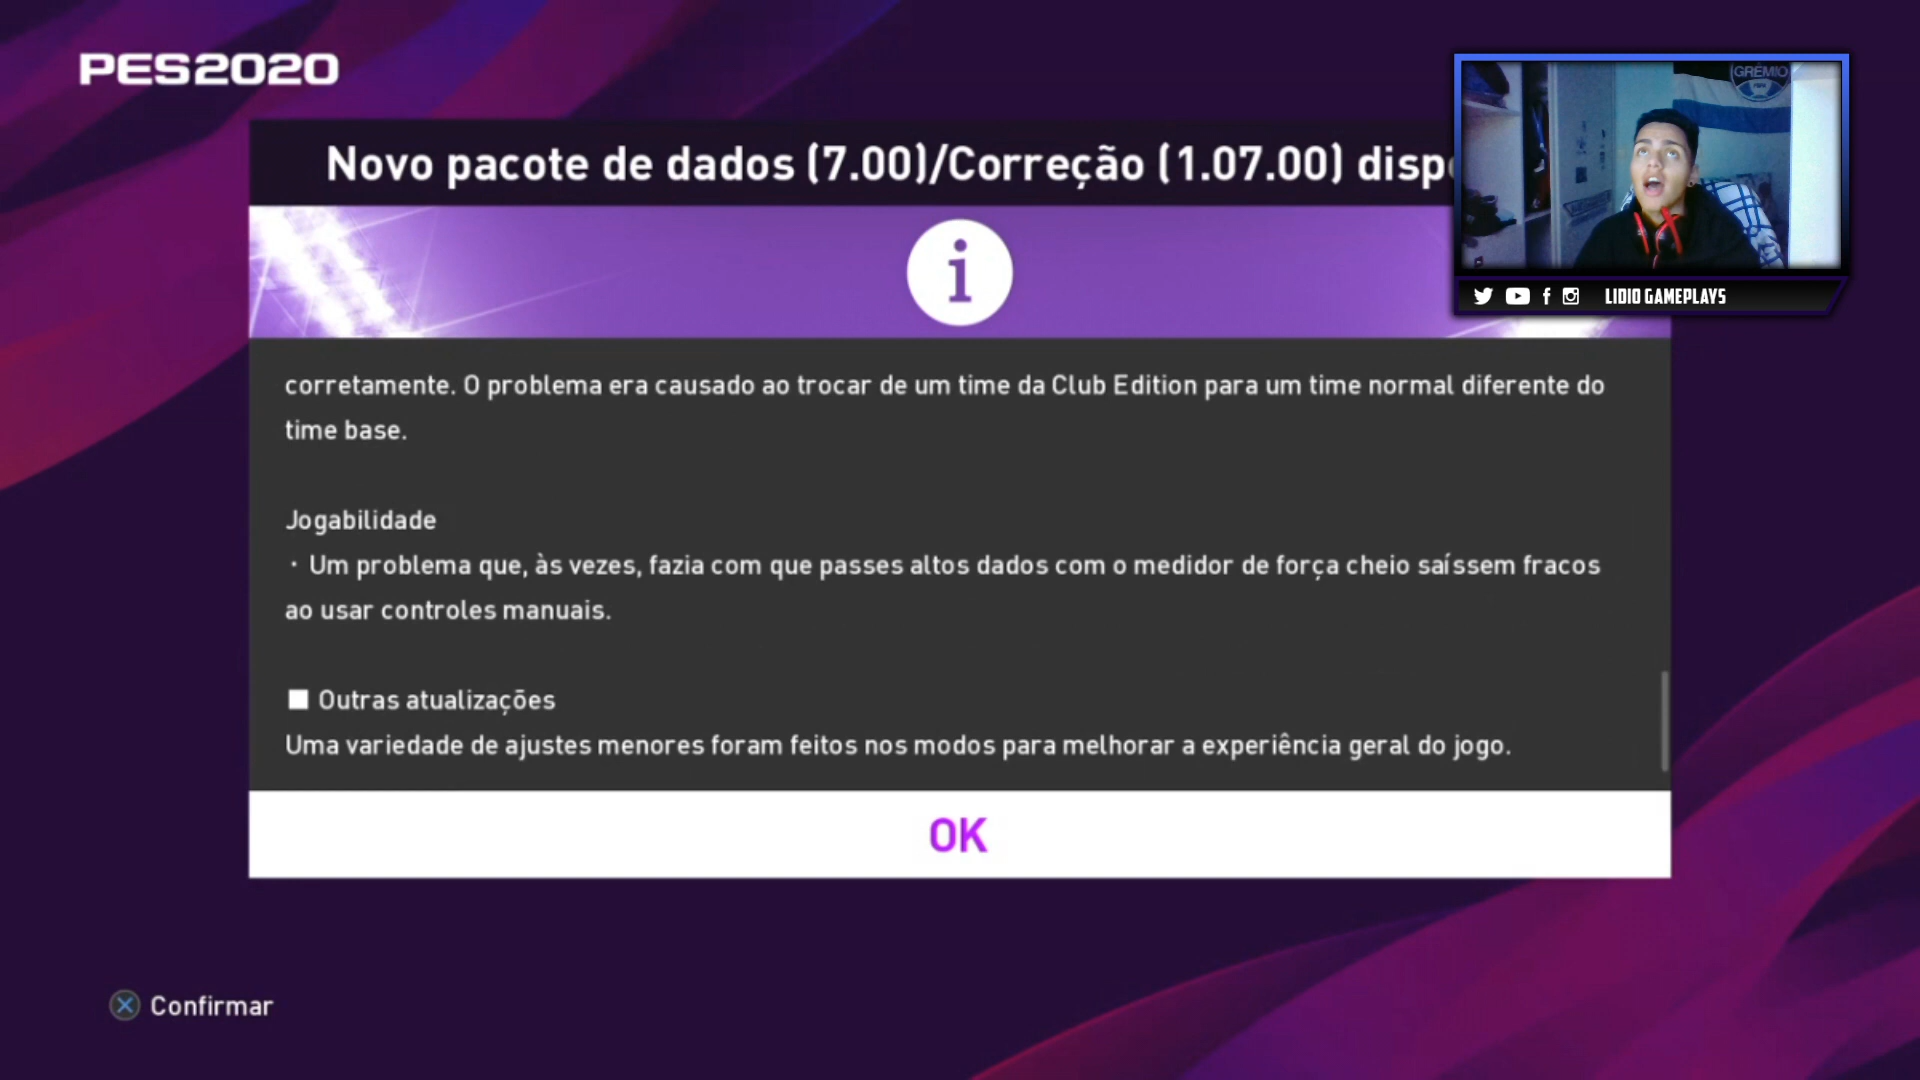 PES2020
GRÊMIO
Novo pacote de dados (7.00)/Correção (1.07.00)
LIDIO GAMEPLAYS
corretamente. O problema era causado ao trocar de um time da Club Edition para um time normal diferente do
time base.
Jogabilidade
· Um problema que, às vezes, fazia com que passes altos dados com o medidor de força cheio saíssem fracos
ao usar controles manuais.
■ Outras atualizações
Uma variedade de ajustes menores foram feitos nos modos para melhorar a experiência geral do jogo.
OK
Confirmar